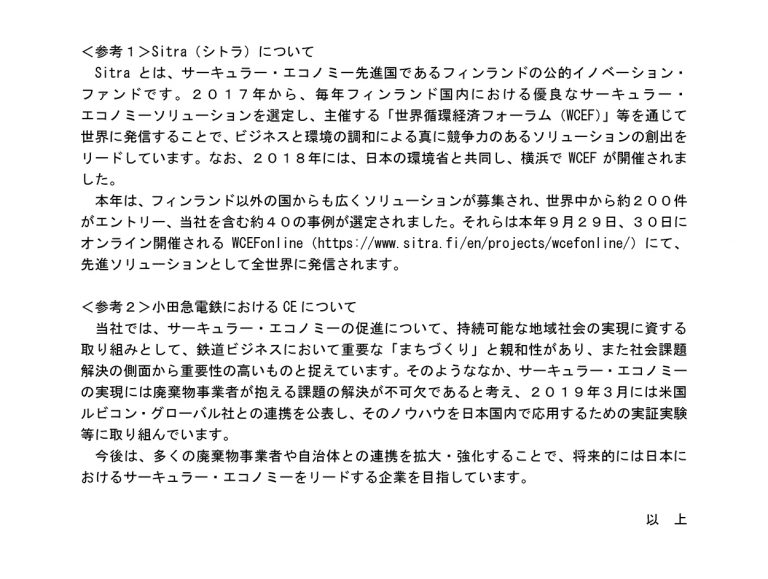 ＜参考１＞Sitra（シトラ）について
Sitra とは、サーキュラー・エコノミー先進国であるフィンランドの公的イノベーション・
ファンドです。２０１７年から、毎年フィンランド国内における優良なサーキュラー・
エコノミーソリューションを選定し、主催する「世界循環経済フォーラム（WCEF）」等を通じて
世界に発信することで、ビジネスと環境の調和による真に競争力のあるソリューションの創出を
リードしています。なお、２０１８年には、日本の環境省と共同し、横浜で WCEF が開催されま
した。
本年は、フィンランド以外の国からも広くソリューションが募集され、世界中から約２００件
がエントリー、当社を含む約４０の事例が選定されました。それらは本年９月２９日、３０日に
オンライン開催される WCEFonline（https://www.sitra.fi/en/projects/wcefonline/）にて、
先進ソリューションとして全世界に発信されます。
＜参考２＞小田急電鉄における CE について
当社では、サーキュラー・エコノミーの促進について、持続可能な地域社会の実現に資する
取り組みとして、鉄道ビジネスにおいて重要な「まちづくり」と親和性があり、また社会課題
解決の側面から重要性の高いものと捉えています。そのようななか、サーキュラー・エコノミー
の実現には廃棄物事業者が抱える課題の解決が不可欠であると考え、２０１９年３月には米国
ルビコン・グローバル社との連携を公表し、そのノウハウを日本国内で応用するための実証実験
等に取り組んでいます。
今後は、多くの廃棄物事業者や自治体との連携を拡大・強化することで、将来的には日本に
おけるサーキュラー・エコノミーをリードする企業を目指しています。
以　上